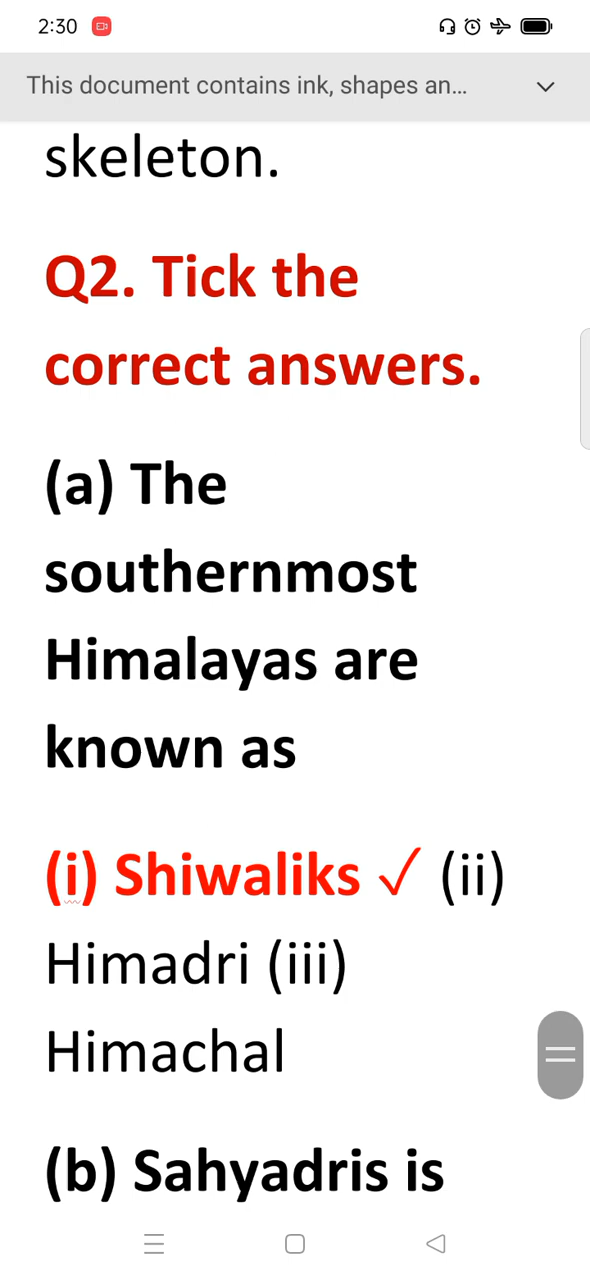 2:30
This document contains ink, shapes an...
skeleton.
Q2. Tick the
correct answers.
(a) The
southernmost
Himalayas are
known as
(i) Shiwaliks ✓ (ii)
Himadri (iii)
Himachal
(b) Sahyadris is